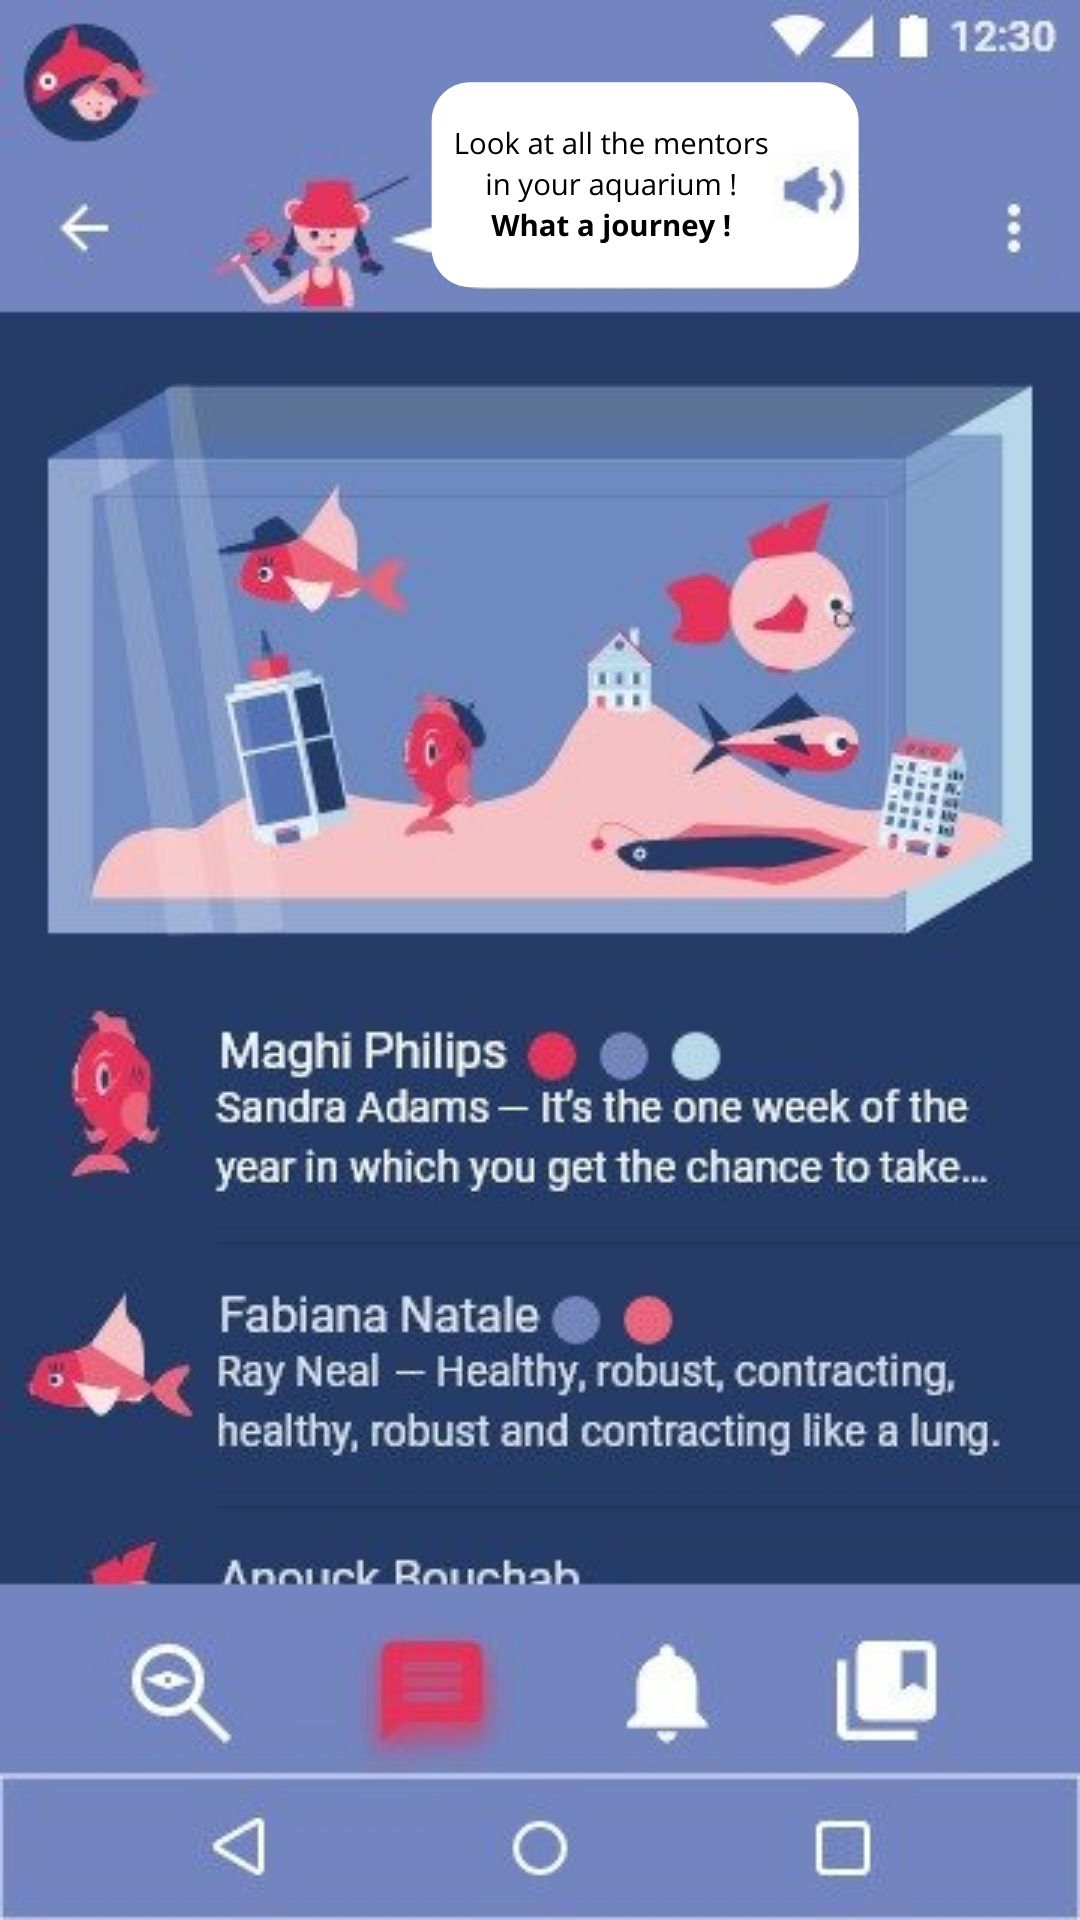 12:30
Look at all the mentors
in your aquarium !
What a journey !
Maghi Philips
Sandra Adams — It’s the one week of the
year in which you get the chance to take…
Fabiana Natale
Ray Neal — Healthy, robust, contracting,
healthy, robust and contracting like a lung.
Anouck Bouchab